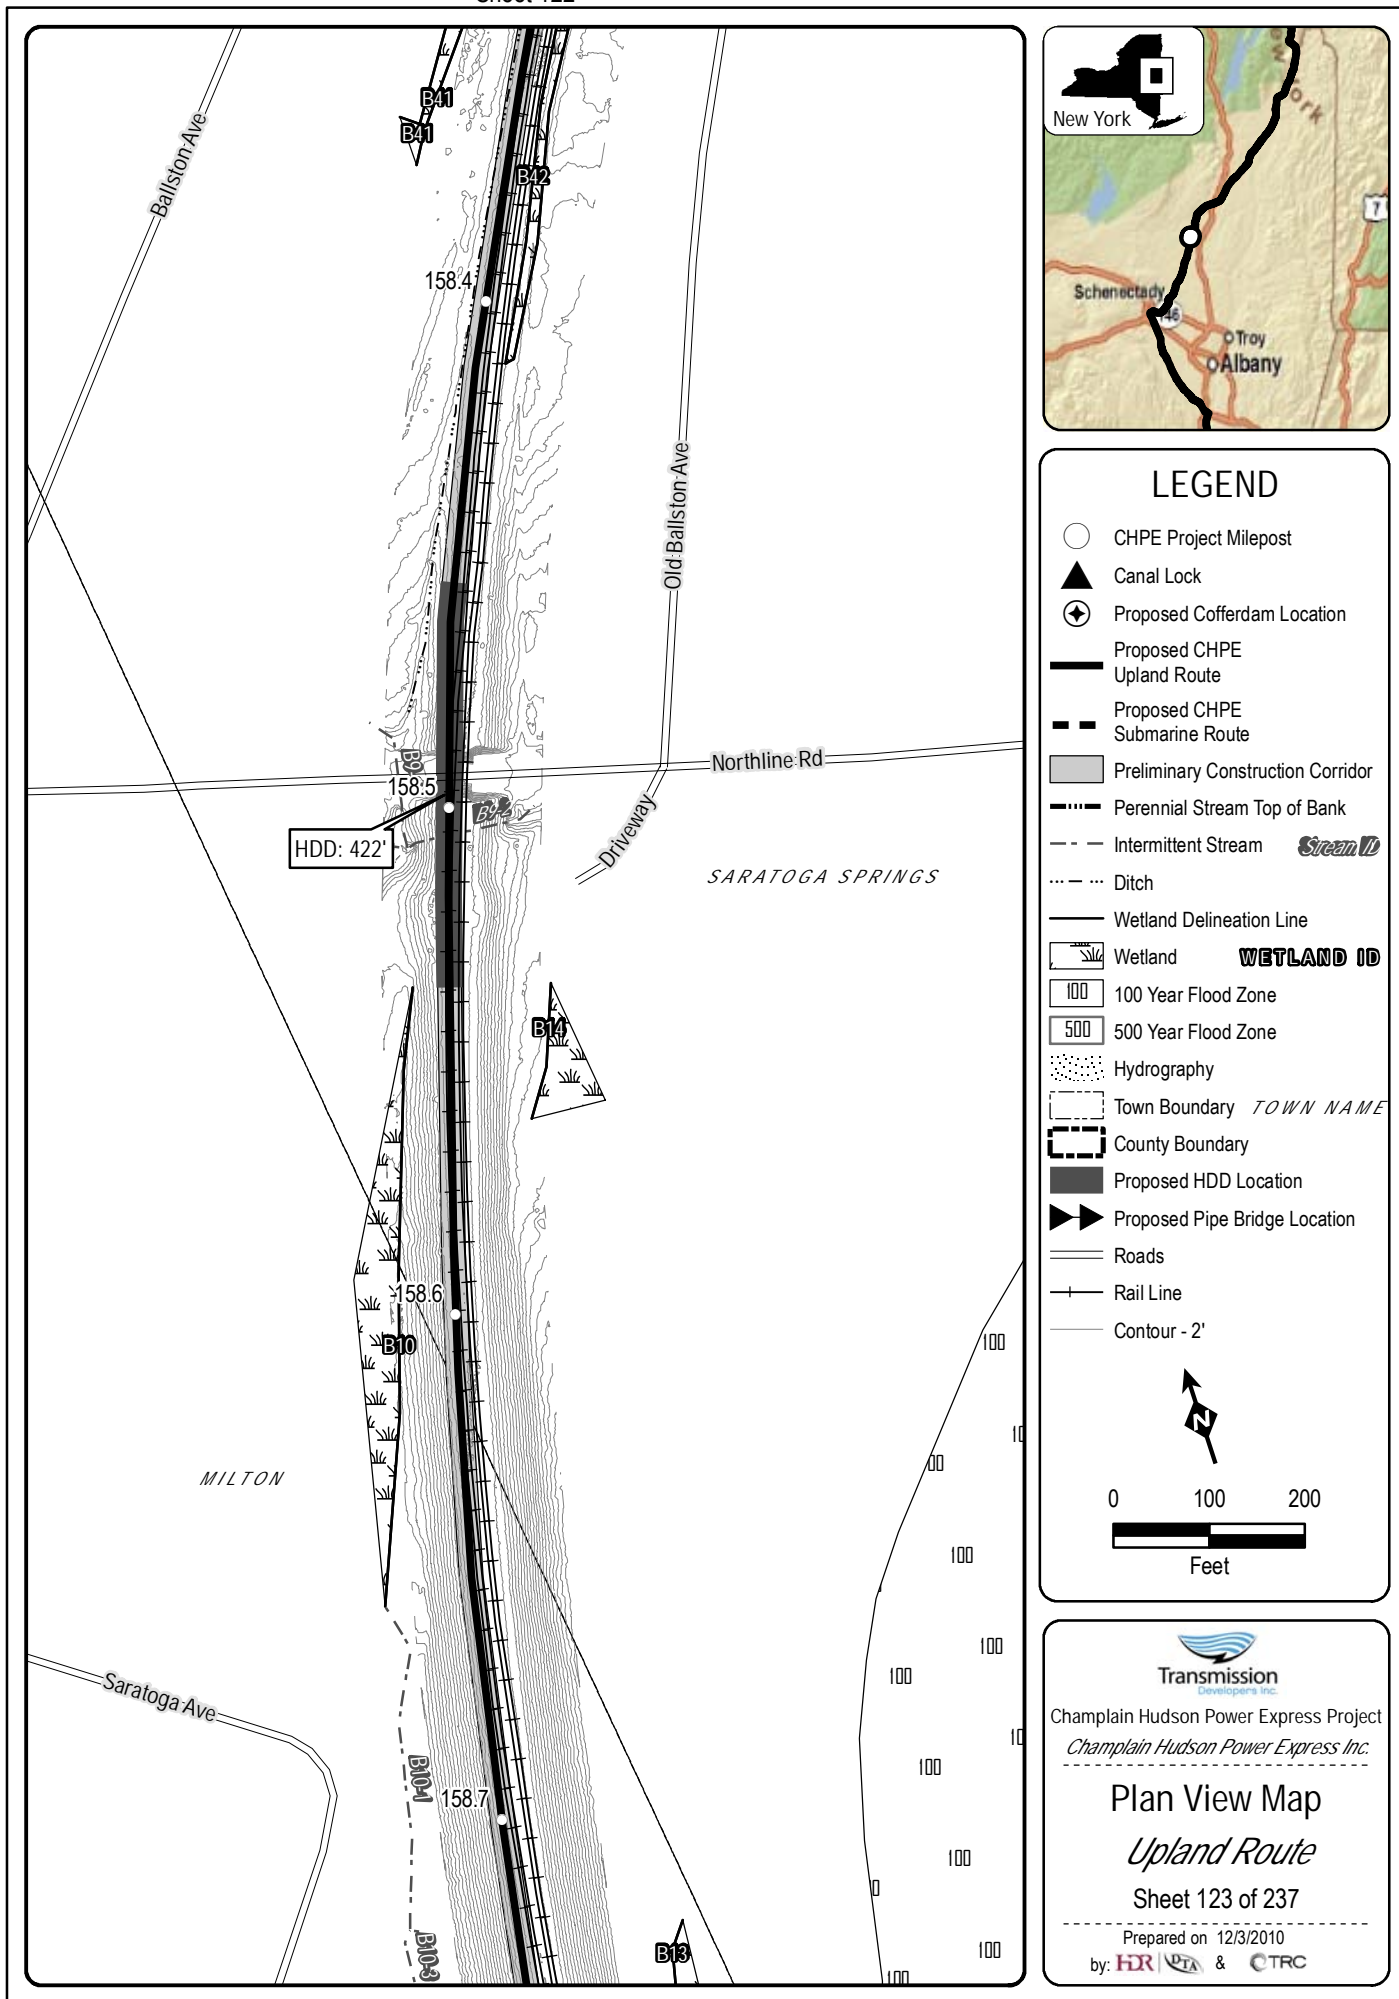 B41
B41
B42
Ballston Ave
158.4
Old Ballston Ave
Northline Rd
158.5
B9-2
HDD: 422'
Driveway
SARATOGA SPRINGS
B14
158.6
B10
100
100
100
MILTON
100
100
Saratoga Ave
B10-1
100
158.7
100
100
B10-3
B13
100
New York
7
Schenectady
Troy
Albany
LEGEND
CHPE Project Milepost
Canal Lock
Proposed Cofferdam Location
Proposed CHPE
Upland Route
Proposed CHPE
Submarine Route
Preliminary Construction Corridor
Perennial Stream Top of Bank
Intermittent Stream Stream ID
Ditch
Wetland Delineation Line
Wetland WETLAND ID
100 100 Year Flood Zone
500 500 Year Flood Zone
Hydrography
Town Boundary TOWN NAME
County Boundary
Proposed HDD Location
Proposed Pipe Bridge Location
Roads
Rail Line
Contour - 2'
N
0 100 200
Feet
Transmission
Developers Inc.
Champlain Hudson Power Express Project
Champlain Hudson Power Express Inc.
Plan View Map
Upland Route
Sheet 123 of 237
Prepared on 12/3/2010
by: HDR | DTA & TRC